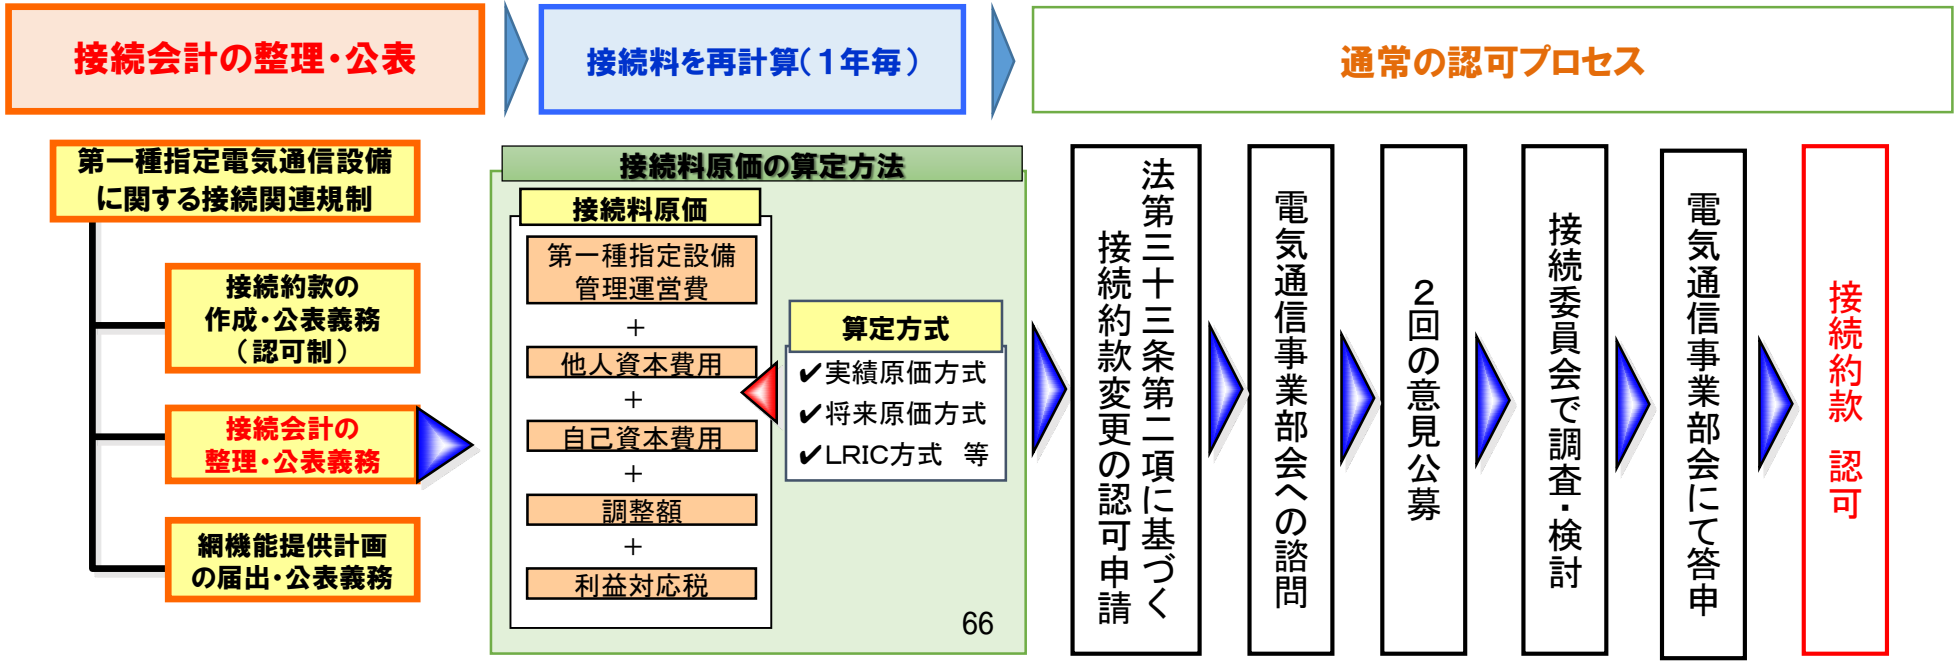 接続会計の整理・公表
接続料を再計算(1年毎)
通常の認可プロセス
第一種指定電気通信設備
に関する接続関連規制
接続約款の
作成・公表義務
(認可制)
接続会計の
整理・公表義務
網機能提供計画
の届出・公表義務
接続料原価の算定方法
接続料原価
第一種指定設備
管理運営費
+
他人資本費用
+
自己資本費用
+
調整額
+
利益対応税
算定方式
✔実績原価方式
✔将来原価方式
✔LRIC方式 等
66
法第三十三条第二項に基づく
接続約款変更の認可申請
電気通信事業部会への諮問
2回の意見公募
接続委員会で調査・検討
電気通信事業部会にて答申
接続約款 認可